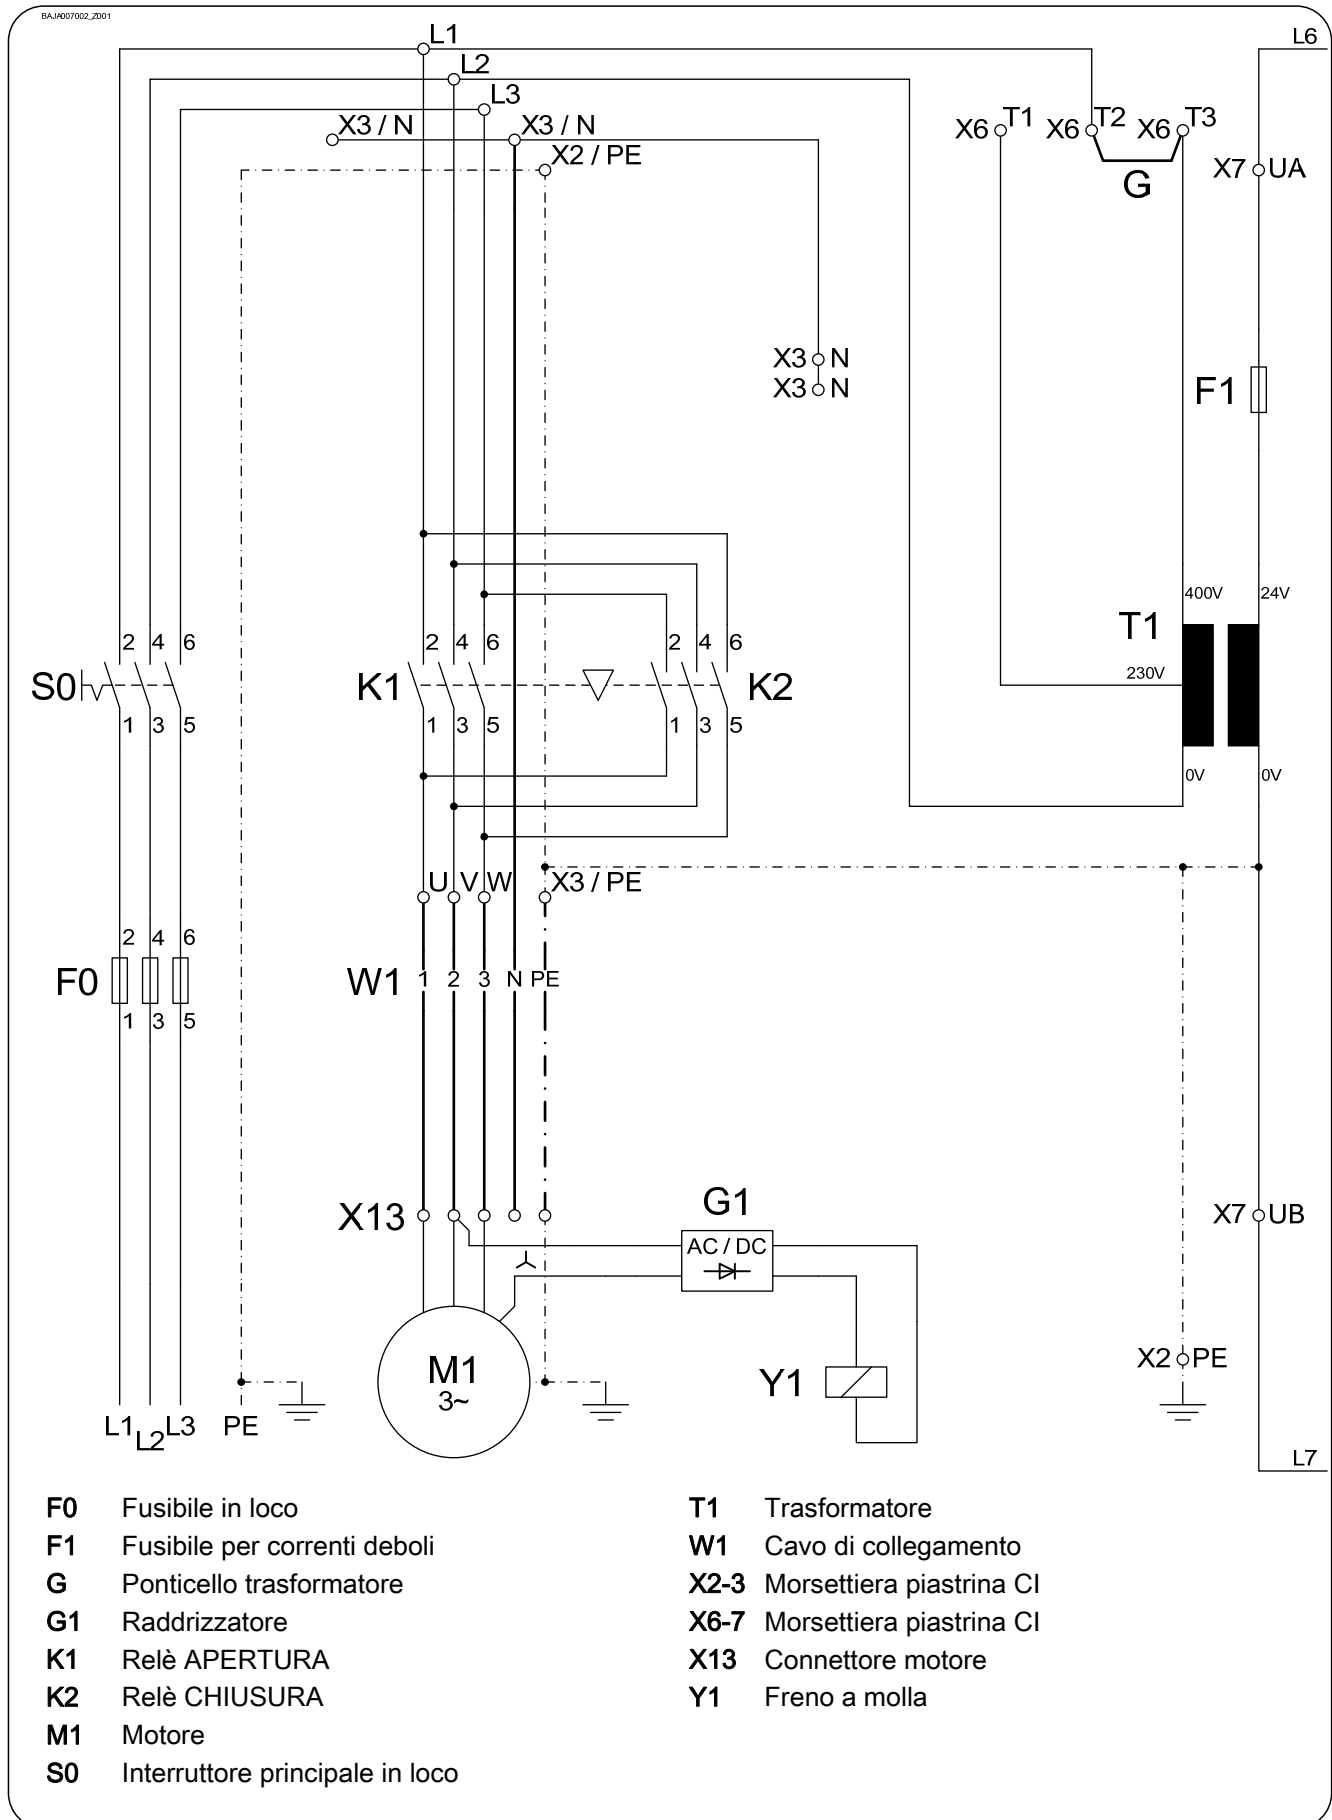 BAJA007002_Z001
L1
L6
L2
L3
X3 / N
X3 / N
X6 T1
X6 T2
X6 T3
X2 / PE
G
X7 UA
X3 N
X3 N
F1
400V
24V
T1
2 4 6
2 4 6
2 4 6
S0
K1
K2
230V
1 3 5
1 3 5
1 3 5
0V
0V
U V W X3 / PE
2 4 6
F0
W1 1 2 3 N PE
1 3 5
G1
X13
X7 UB
AC / DC
M1
3~
Y1
X2 PE
L1 L2 L3 PE
L7
F0 Fusibile in loco
F1 Fusibile per correnti deboli
G Ponticello trasformatore
G1 Raddrizzatore
K1 Relè APERTURA
K2 Relè CHIUSURA
M1 Motore
S0 Interruttore principale in loco
T1 Trasformatore
W1 Cavo di collegamento
X2-3 Morsettiera piastrina CI
X6-7 Morsettiera piastrina CI
X13 Connettore motore
Y1 Freno a molla